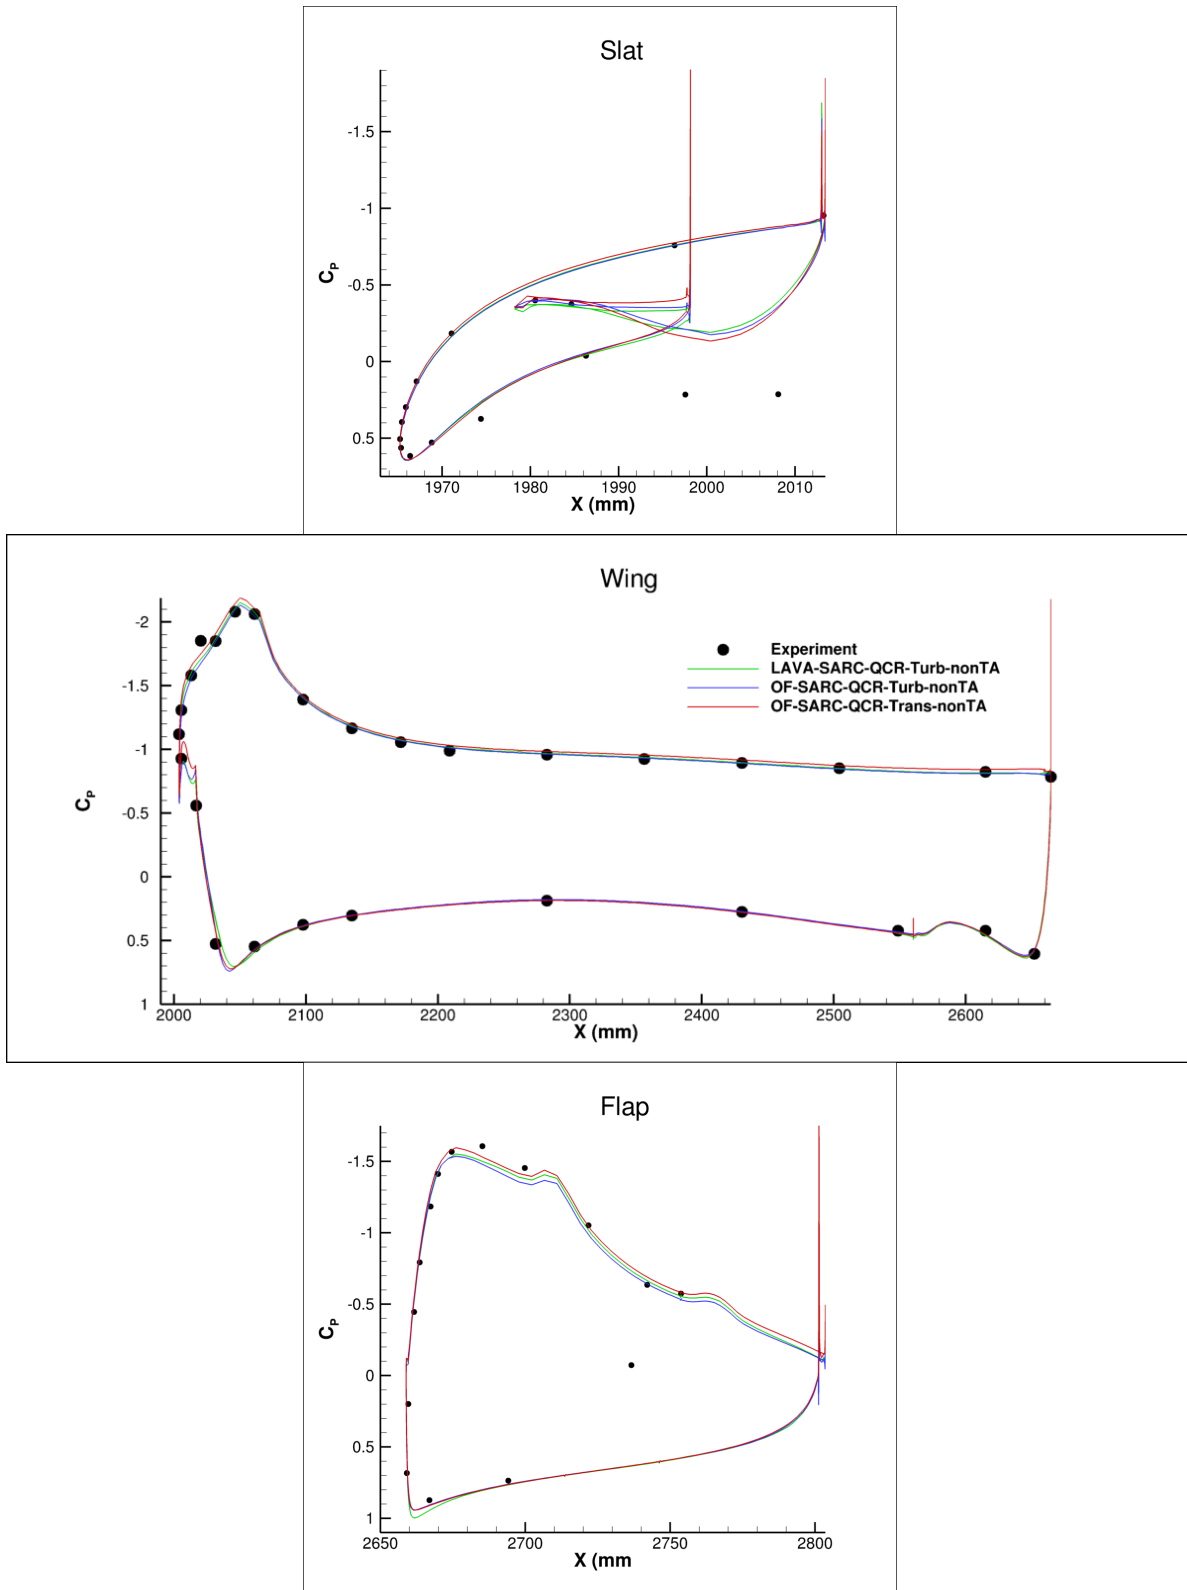 Slat
-1.5
-1
-0.5
0
0.5
CP
1970 1980 1990 2000 2010
X (mm)
Wing
-2
-1.5
-1
-0.5
0
0.5
1
CP
Experiment
LAVA-SARC-QCR-Turb-nonTA
OF-SARC-QCR-Turb-nonTA
OF-SARC-QCR-Trans-nonTA
2000 2100 2200 2300 2400 2500 2600
X (mm)
Flap
-1.5
-1
-0.5
0
0.5
1
CP
2650 2700 2750 2800
X (mm